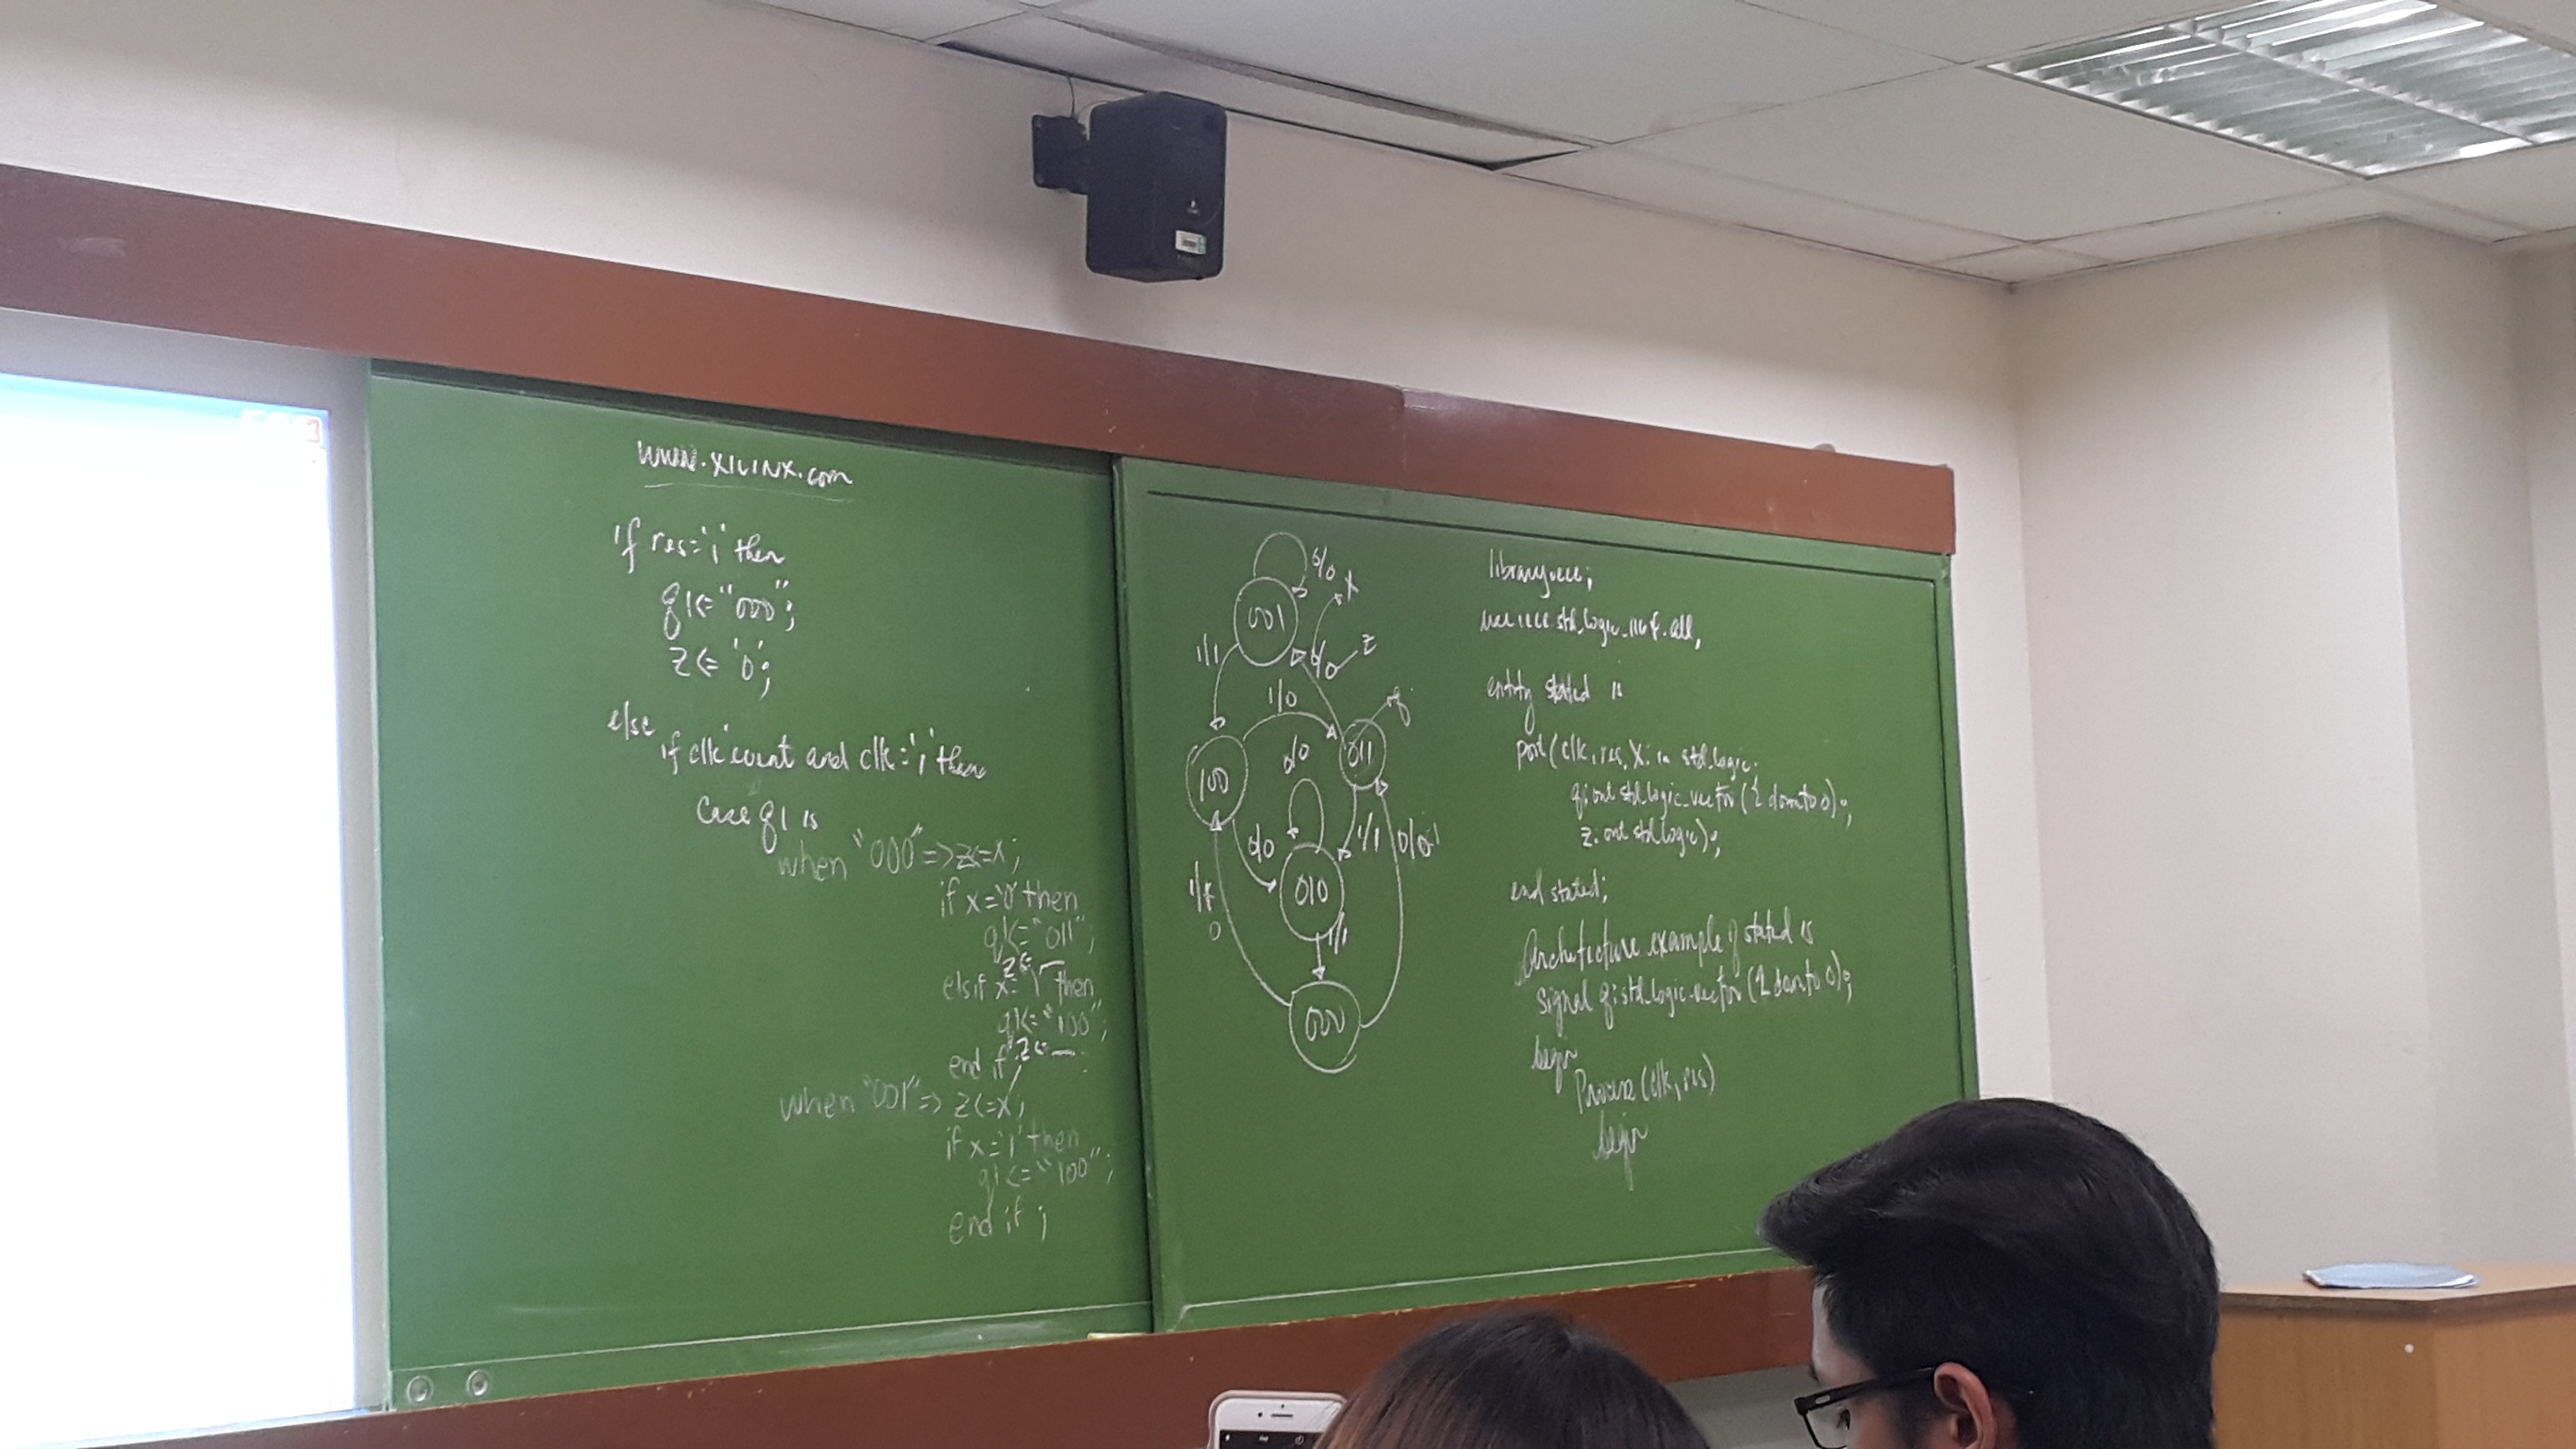 www.XILINX.com
if res='1' then
q1<="000";
z<='0';
else
if clk'event and clk='1' then
Case q1 is
when "000"=>z<=x;
if x='0' then
q1<="011";
z<=
elsif x='1' then
q1<="100";
end if; z<=
when "001"=> z<=x;
if x='1' then
q1<="100";
end if;
0/0
x
001
1/1
0/0
z
1/0
q
100
0/0
011
0/0
1/1
0/0
010
1/
0
1/1
000
library ieee;
use ieee std_logic_1164.all,
entity stated is
port(clk,res,x: in std_logic;
q:out std_logic_vector(2 downto 0);
z:out std_logic);
end stated;
Architecture example of stated is
signal q:std_logic_vector(2 downto 0);
begin
Process(clk,res)
begin